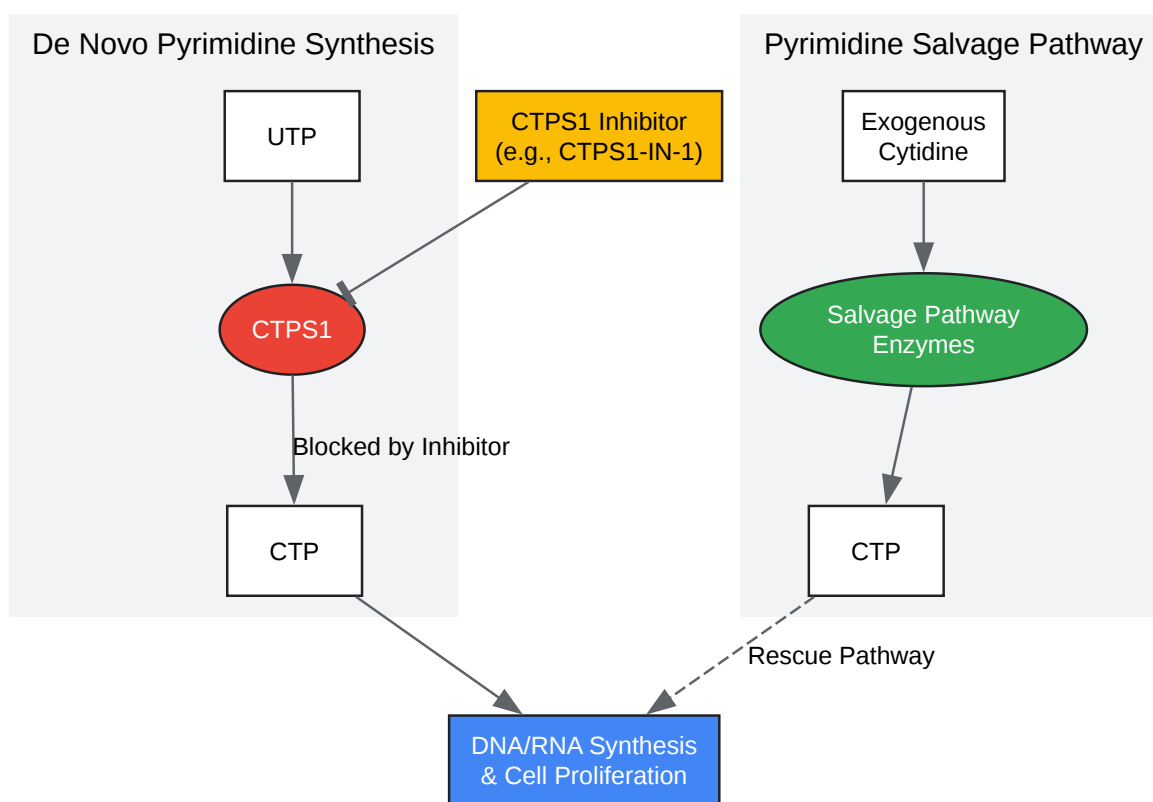 De Novo Pyrimidine Synthesis
Pyrimidine Salvage Pathway
UTP
CTPS1 Inhibitor
(e.g., CTPS1-IN-1)
Exogenous
Cytidine
CTPS1
Salvage Pathway
Enzymes
Blocked by Inhibitor
CTP
CTP
Rescue Pathway
DNA/RNA Synthesis
& Cell Proliferation